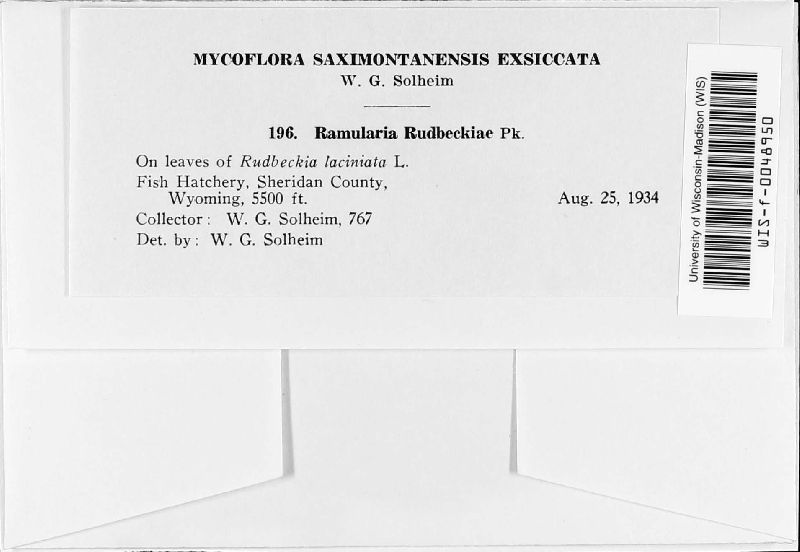 MYCOFLORA SAXIMONTANENSIS EXSICCATA
W. G. Solheim
196. Ramularia Rudbeckiae Pk.
On leaves of Rudbeckia laciniata L.
Fish Hatchery, Sheridan County,
Wyoming, 5500 ft. Aug. 25, 1934
Collector: W. G. Solheim, 767
Det. by: W. G. Solheim
University of Wisconsin-Madison (WIS)
WIS-f-0048950